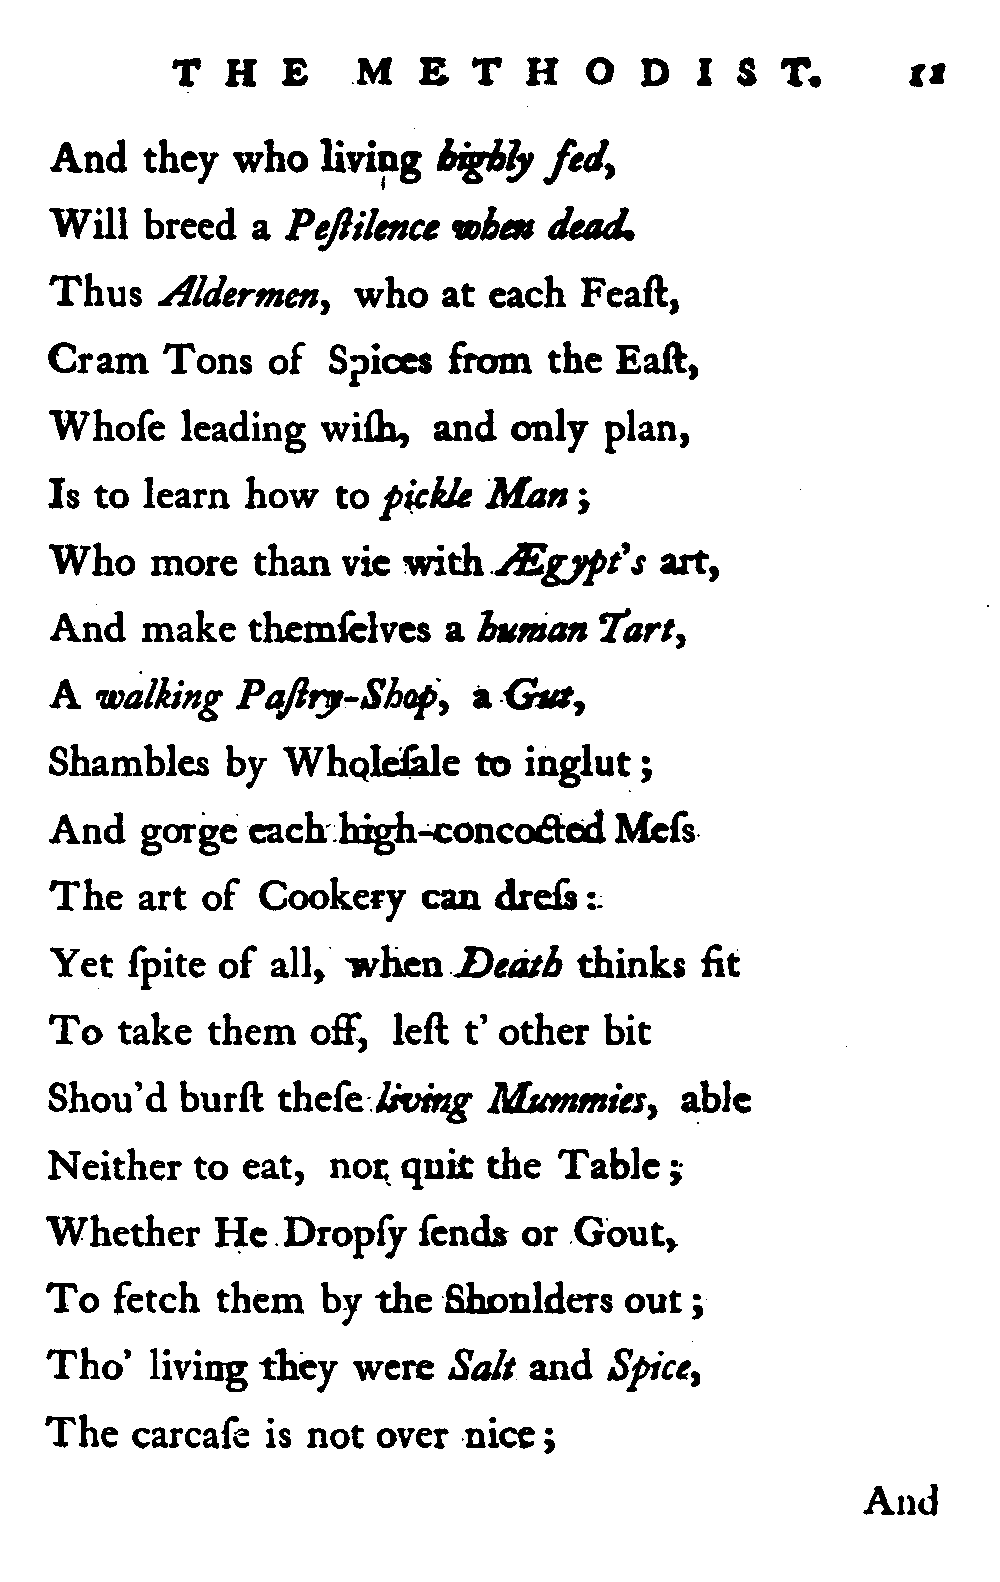 THE METHODIST. 11
And they who living highly fed,
Will breed a Peſtilence when dead.
Thus Aldermen, who at each Feaſt,
Cram Tons of Spices from the Eaſt,
Whoſe leading wiſh, and only plan,
Is to learn how to pickle Man;
Who more than vie with Ægypt's art,
And make themſelves a human Tart,
A walking Paſtry-Shop, a Gut,
Shambles by Wholeſale to inglut;
And gorge each high-concocted Meſs
The art of Cookery can dreſs:
Yet ſpite of all, when Death thinks fit
To take them off, leſt t' other bit
Shou'd burſt theſe living Mummies, able
Neither to eat, nor quit the Table;
Whether He Dropſy ſends or Gout,
To fetch them by the Shoulders out;
Tho' living they were Salt and Spice,
The carcaſe is not over nice;
And